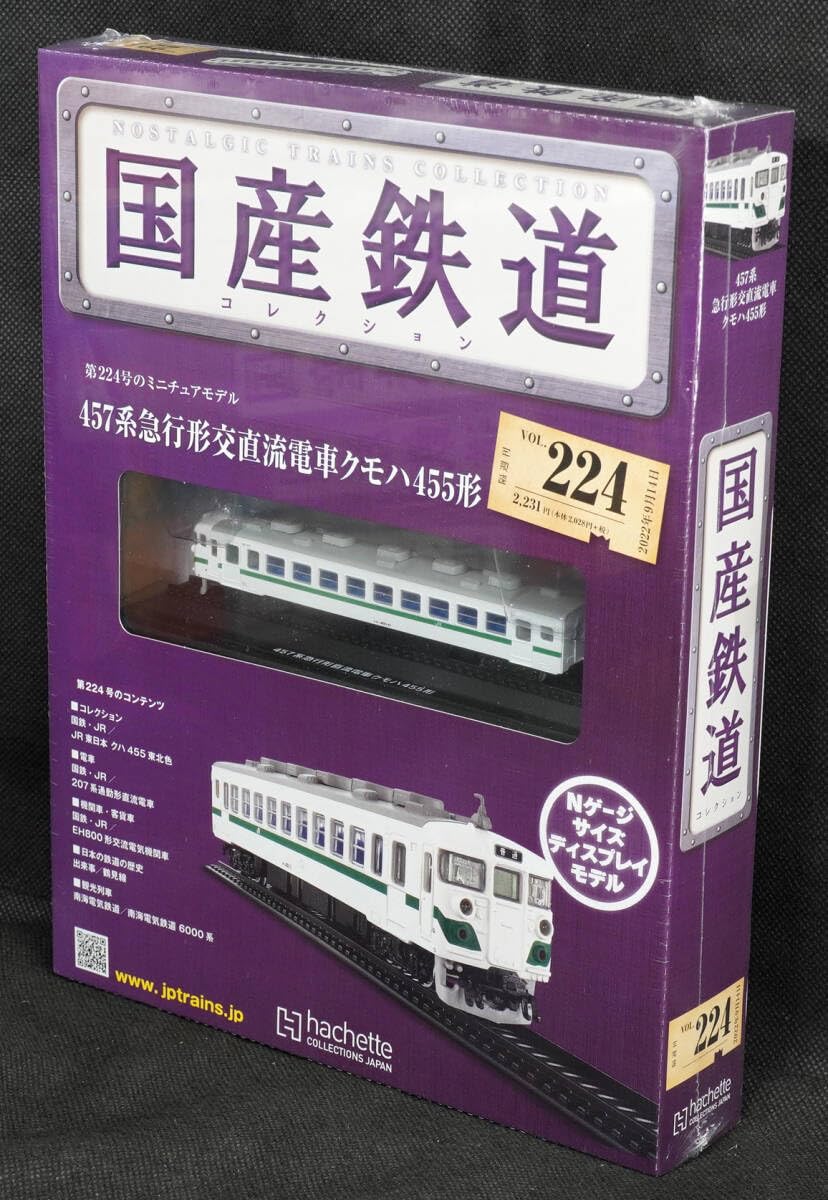 NOSTALGIC TRAINS COLLECTION
国産鉄道
コレクション
第224号のミニチュアモデル
457系急行形交直流電車クモハ455形
VOL. 224
2,231円(本体2,028円+税)
2022年9月14日
457系急行形交直流電車クモハ455形
第224号のコンテンツ
■コレクション
国鉄・JR/
JR東日本 クハ455 東北色
■電車
国鉄・JR/
207系通勤形直流電車
■機関車・客貨車
国鉄・JR/
EH800形交流電気機関車
■日本の鉄道の歴史
出来事/鶴見線
■観光列車
南海電気鉄道/南海電気鉄道 6000系
普通
Nゲージ
サイズ
ディスプレイ
モデル
www.jptrains.jp
hachette
COLLECTIONS JAPAN
457系
急行形交直流電車
クモハ455形
国産鉄道
コレクション
VOL. 224
hachette
COLLECTIONS JAPAN